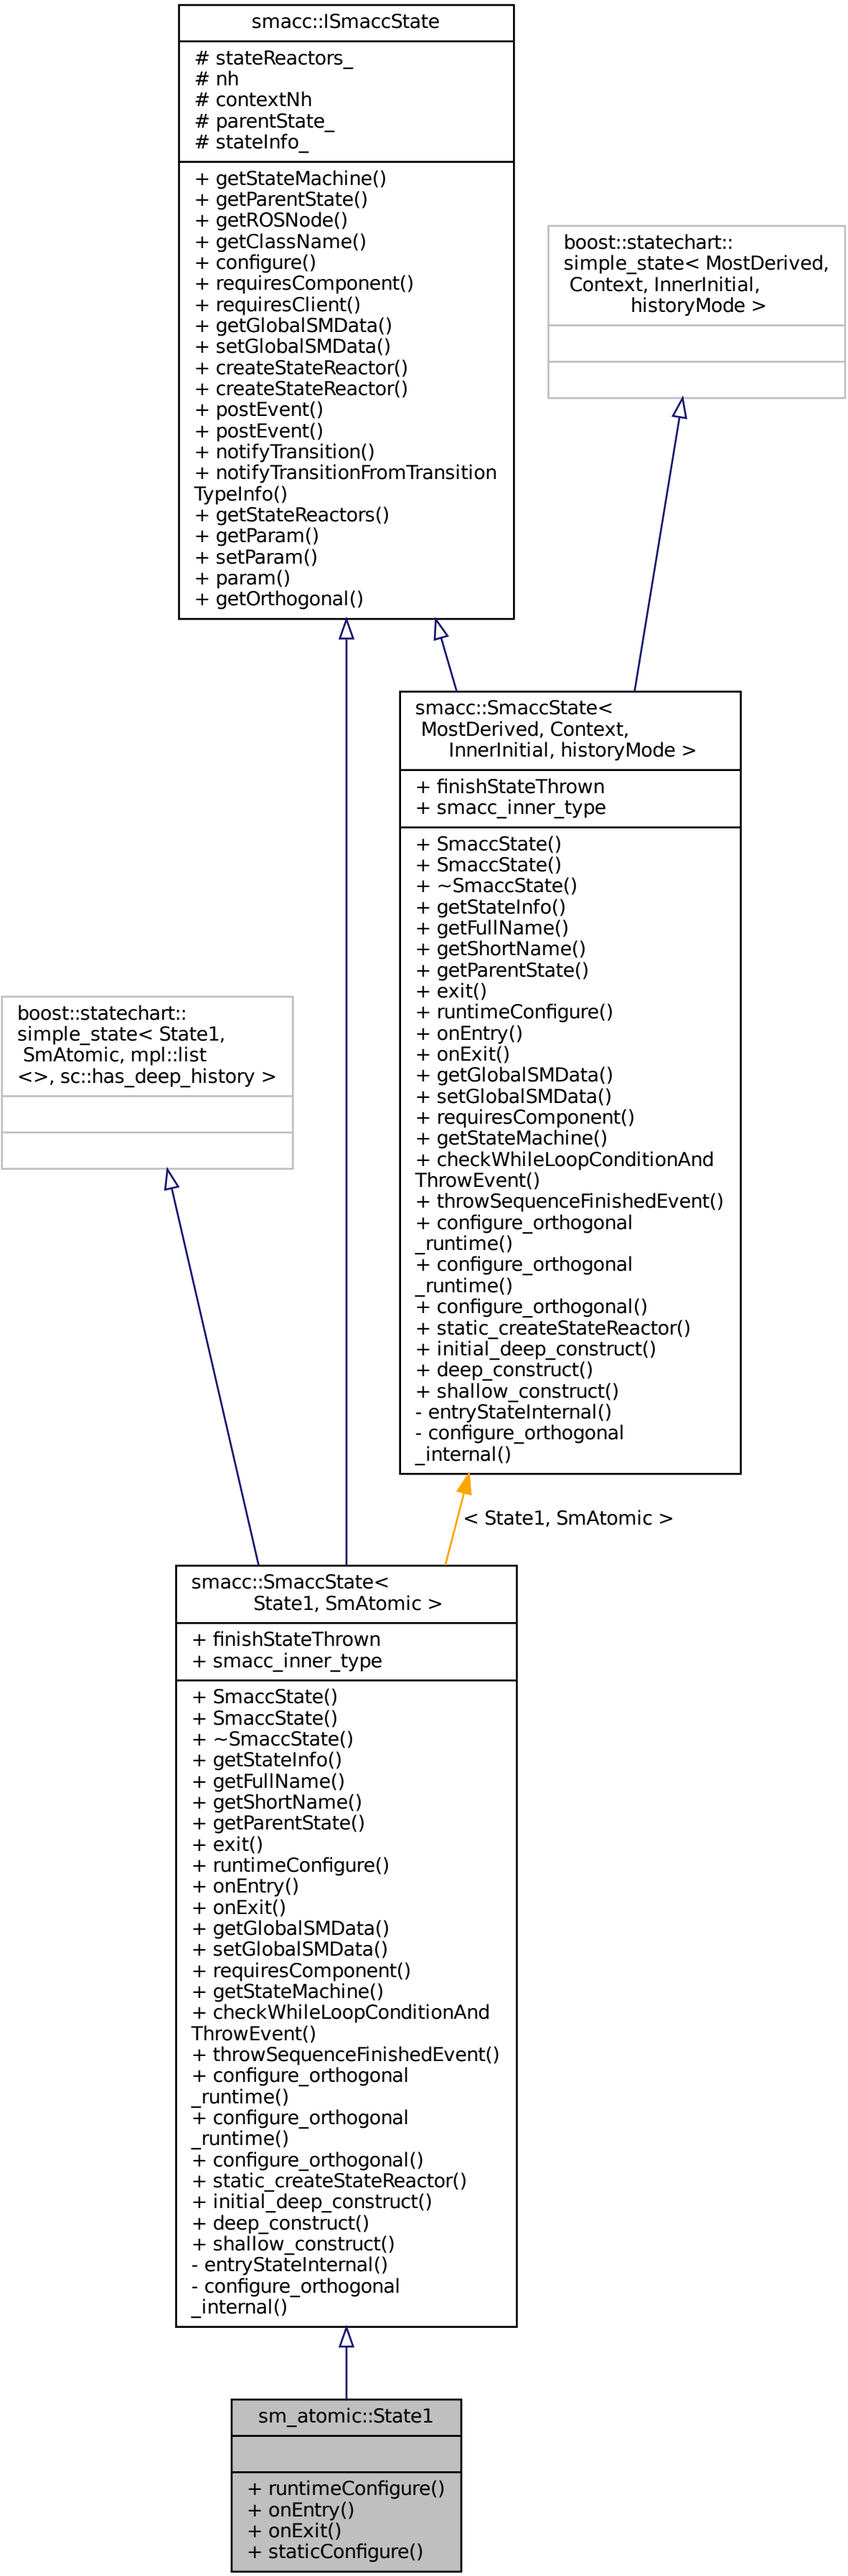 smacc::ISmaccState
# stateReactors_
# nh
# contextNh
# parentState_
# stateInfo_
+ getStateMachine()
+ getParentState()
+ getROSNode()
+ getClassName()
+ configure()
+ requiresComponent()
+ requiresClient()
+ getGlobalSMData()
+ setGlobalSMData()
+ createStateReactor()
+ createStateReactor()
+ postEvent()
+ postEvent()
+ notifyTransition()
+ notifyTransitionFromTransition
TypeInfo()
+ getStateReactors()
+ getParam()
+ setParam()
+ param()
+ getOrthogonal()
boost::statechart::
simple_state< MostDerived,
Context, InnerInitial,
historyMode >
smacc::SmaccState<
MostDerived, Context,
InnerInitial, historyMode >
+ finishStateThrown
+ smacc_inner_type
+ SmaccState()
+ SmaccState()
+ ~SmaccState()
+ getStateInfo()
+ getFullName()
+ getShortName()
+ getParentState()
+ exit()
+ runtimeConfigure()
+ onEntry()
+ onExit()
+ getGlobalSMData()
+ setGlobalSMData()
+ requiresComponent()
+ getStateMachine()
+ checkWhileLoopConditionAnd
ThrowEvent()
+ throwSequenceFinishedEvent()
+ configure_orthogonal
_runtime()
+ configure_orthogonal
_runtime()
+ configure_orthogonal()
+ static_createStateReactor()
+ initial_deep_construct()
+ deep_construct()
+ shallow_construct()
- entryStateInternal()
- configure_orthogonal
_internal()
boost::statechart::
simple_state< State1,
SmAtomic, mpl::list
<>, sc::has_deep_history >
< State1, SmAtomic >
smacc::SmaccState<
State1, SmAtomic >
+ finishStateThrown
+ smacc_inner_type
+ SmaccState()
+ SmaccState()
+ ~SmaccState()
+ getStateInfo()
+ getFullName()
+ getShortName()
+ getParentState()
+ exit()
+ runtimeConfigure()
+ onEntry()
+ onExit()
+ getGlobalSMData()
+ setGlobalSMData()
+ requiresComponent()
+ getStateMachine()
+ checkWhileLoopConditionAnd
ThrowEvent()
+ throwSequenceFinishedEvent()
+ configure_orthogonal
_runtime()
+ configure_orthogonal
_runtime()
+ configure_orthogonal()
+ static_createStateReactor()
+ initial_deep_construct()
+ deep_construct()
+ shallow_construct()
- entryStateInternal()
- configure_orthogonal
_internal()
sm_atomic::State1
+ runtimeConfigure()
+ onEntry()
+ onExit()
+ staticConfigure()